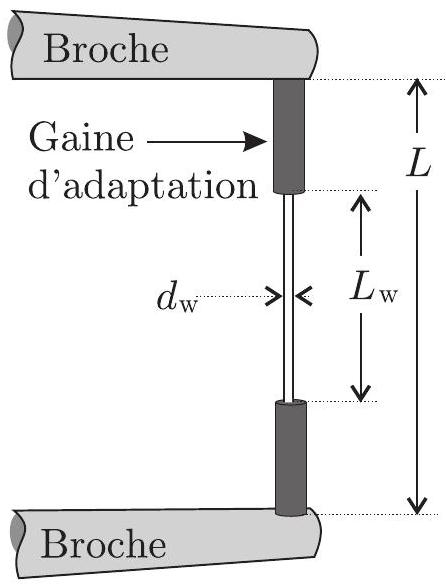 Broche
Gaine
d'adaptation
L
L_w
d_w
Broche